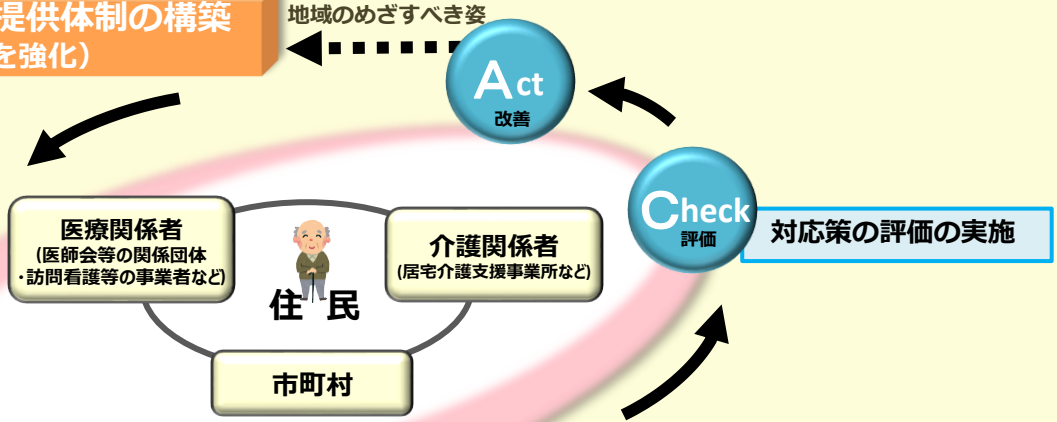 提供体制の構築
を強化）
地域のめざすべき姿
Act
改善
Check
評価
対応策の評価の実施
医療関係者
(医師会等の関係団体
・訪問看護等の事業者など)
介護関係者
(居宅介護支援事業所など)
住民
市町村